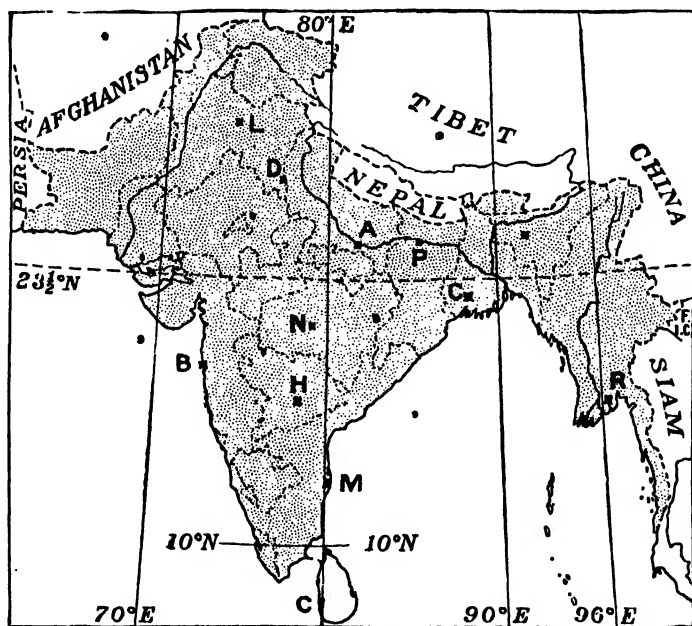 80° E
AFGHANISTAN
PERSIA
TIBET
CHINA
NEPAL
L
D
A
P
C
23½°N
N
B
H
F.
I.C.
SIAM
R
M
10°N
10°N
C
70°E
90°E
96°E